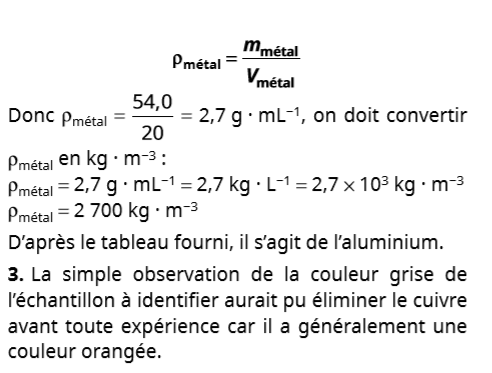 ρmétal = mmétal / Vmétal
Donc ρmétal = 54,0 / 20 = 2,7 g · mL⁻¹, on doit convertir
ρmétal en kg · m⁻³ :
ρmétal = 2,7 g · mL⁻¹ = 2,7 kg · L⁻¹ = 2,7 × 10³ kg · m⁻³
ρmétal = 2 700 kg · m⁻³
D’après le tableau fourni, il s’agit de l’aluminium.
3. La simple observation de la couleur grise de
l’échantillon à identifier aurait pu éliminer le cuivre
avant toute expérience car il a généralement une
couleur orangée.